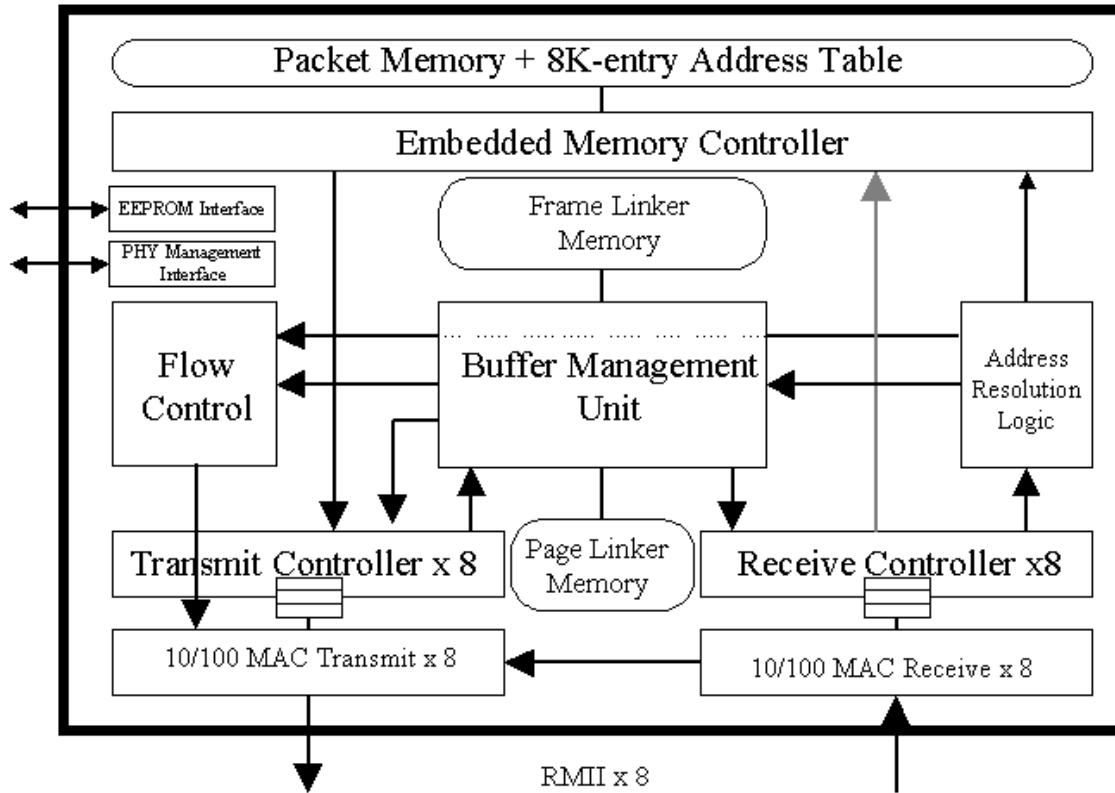 Packet Memory + 8K-entry Address Table
Embedded Memory Controller
EEPROM Interface
PHY Management
Interface
Frame Linker
Memory
Flow
Control
Buffer Management
Unit
Address
Resolution
Logic
Transmit Controller x 8
Page Linker
Memory
Receive Controller x8
10/100 MAC Transmit x 8
10/100 MAC Receive x 8
RMII x 8